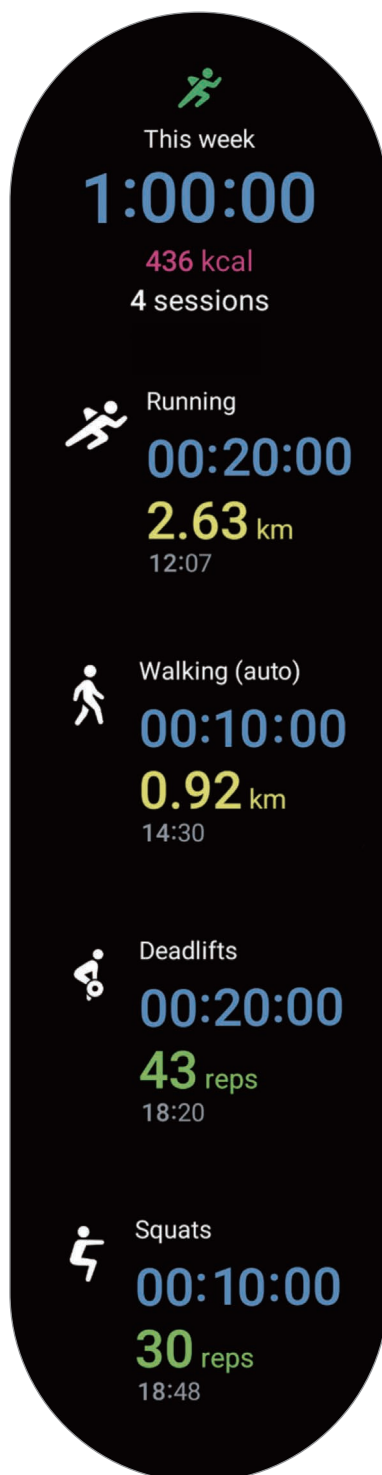 This week
1:00:00
436 kcal
4 sessions
Running
00:20:00
2.63 km
12:07
Walking (auto)
00:10:00
0.92 km
14:30
Deadlifts
00:20:00
43 reps
18:20
Squats
00:10:00
30 reps
18:48